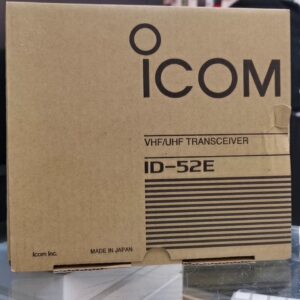 ICOM
VHF/UHF TRANSCEIVER
ID-52E
Icom Inc.
MADE IN JAPAN